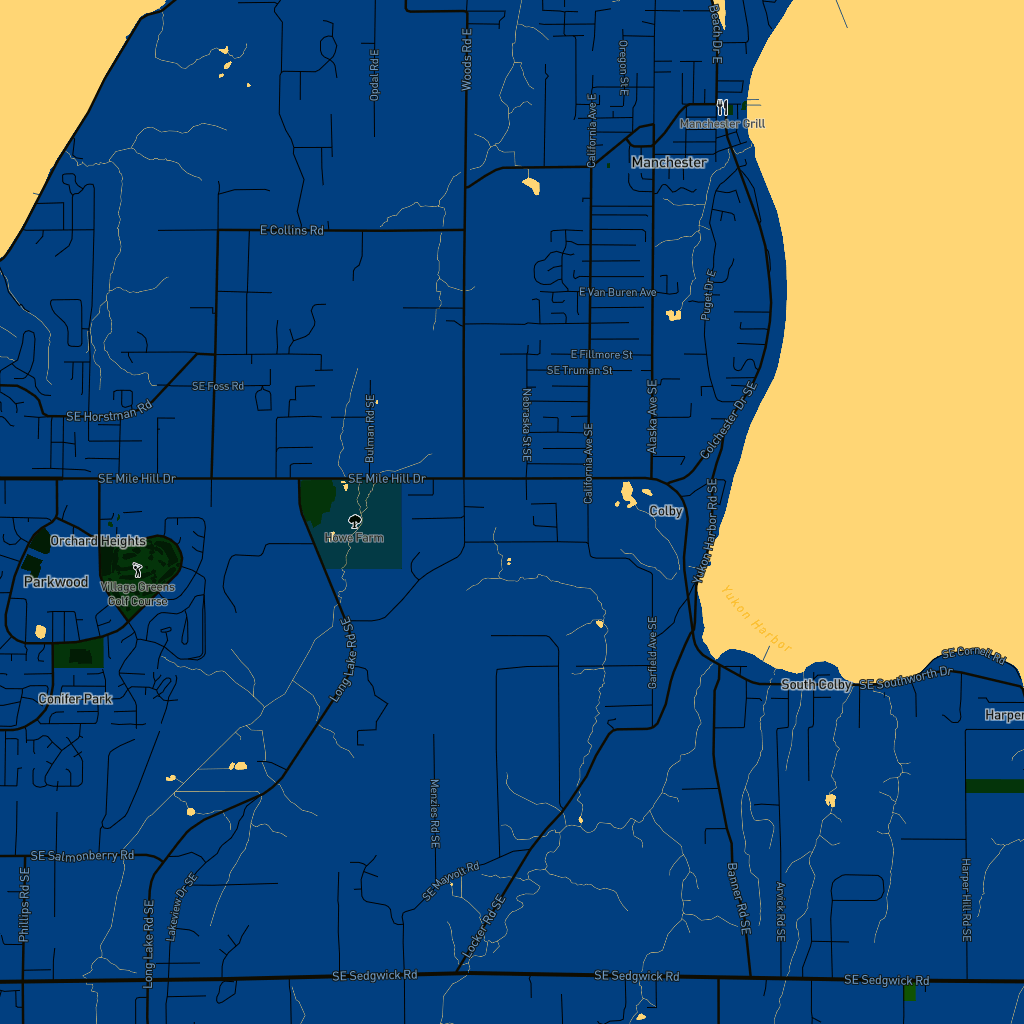 Beach Dr E
Woods Rd E
Oregon St E
Opdal Rd E
California Ave E
Manchester Grill
Manchester
E Collins Rd
Puget Dr E
E Van Buren Ave
E Fillmore St
SE Truman St
SE Foss Rd
SE Horstman Rd
Bulman Rd SE
Nebraska St SE
Alaska Ave SE
Colchester Dr SE
California Ave SE
SE Mile Hill Dr
SE Mile Hill Dr
Colby
Yukon Harbor Rd SE
Howe Farm
Orchard Heights
Parkwood
Village Greens
Golf Course
Yukon Harbor
Long Lake Rd SE
Garfield Ave SE
SE Cornell Rd
SE Southworth Dr
South Colby
Conifer Park
Harper
Menzies Rd SE
SE Salmonberry Rd
SE Mayvolt Rd
Phillips Rd SE
Lakeview Dr SE
Long Lake Rd SE
Locker Rd SE
Banner Rd SE
Arvick Rd SE
Harper Hill Rd SE
SE Sedgwick Rd
SE Sedgwick Rd
SE Sedgwick Rd